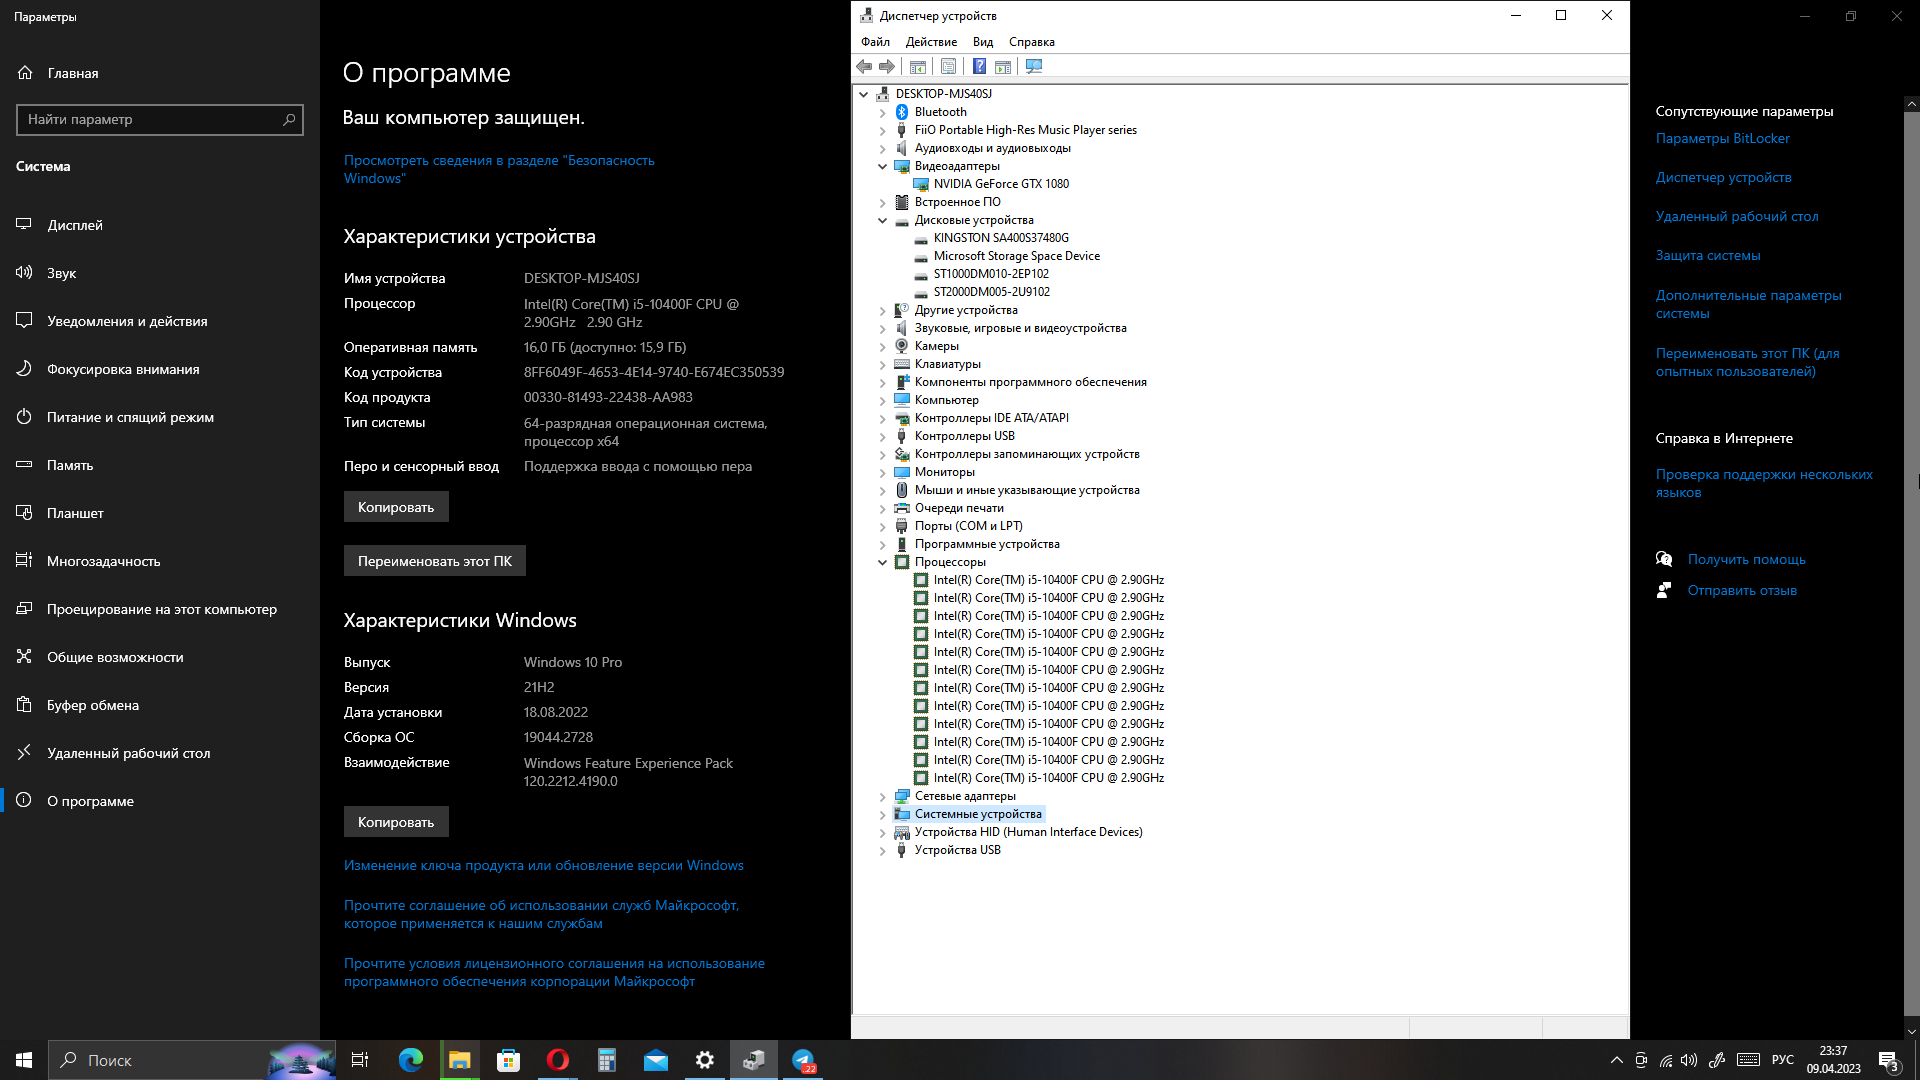 Параметры
Главная
Найти параметр
Система
Дисплей
Звук
Уведомления и действия
Фокусировка внимания
Питание и спящий режим
Память
Планшет
Многозадачность
Проецирование на этот компьютер
Общие возможности
Буфер обмена
Удаленный рабочий стол
О программе
О программе
Ваш компьютер защищен.
Просмотреть сведения в разделе "Безопасность
Windows"
Характеристики устройства
Имя устройства DESKTOP-MJS40SJ
Процессор Intel(R) Core(TM) i5-10400F CPU @
2.90GHz 2.90 GHz
Оперативная память 16,0 ГБ (доступно: 15,9 ГБ)
Код устройства 8FF6049F-4653-4E14-9740-E674EC350539
Код продукта 00330-81493-22438-AA983
Тип системы 64-разрядная операционная система,
процессор x64
Перо и сенсорный ввод Поддержка ввода с помощью пера
Копировать
Переименовать этот ПК
Характеристики Windows
Выпуск Windows 10 Pro
Версия 21H2
Дата установки 18.08.2022
Сборка ОС 19044.2728
Взаимодействие Windows Feature Experience Pack
120.2212.4190.0
Копировать
Изменение ключа продукта или обновление версии Windows
Прочтите соглашение об использовании служб Майкрософт,
которое применяется к нашим службам
Прочтите условия лицензионного соглашения на использование
программного обеспечения корпорации Майкрософт
Диспетчер устройств
Файл Действие Вид Справка
DESKTOP-MJS40SJ
Bluetooth
FiiO Portable High-Res Music Player series
Аудиовходы и аудиовыходы
Видеоадаптеры
NVIDIA GeForce GTX 1080
Встроенное ПО
Дисковые устройства
KINGSTON SA400S37480G
Microsoft Storage Space Device
ST1000DM010-2EP102
ST2000DM005-2U9102
Другие устройства
Звуковые, игровые и видеоустройства
Камеры
Клавиатуры
Компоненты программного обеспечения
Компьютер
Контроллеры IDE ATA/ATAPI
Контроллеры USB
Контроллеры запоминающих устройств
Мониторы
Мыши и иные указывающие устройства
Очереди печати
Порты (COM и LPT)
Программные устройства
Процессоры
Intel(R) Core(TM) i5-10400F CPU @ 2.90GHz
Intel(R) Core(TM) i5-10400F CPU @ 2.90GHz
Intel(R) Core(TM) i5-10400F CPU @ 2.90GHz
Intel(R) Core(TM) i5-10400F CPU @ 2.90GHz
Intel(R) Core(TM) i5-10400F CPU @ 2.90GHz
Intel(R) Core(TM) i5-10400F CPU @ 2.90GHz
Intel(R) Core(TM) i5-10400F CPU @ 2.90GHz
Intel(R) Core(TM) i5-10400F CPU @ 2.90GHz
Intel(R) Core(TM) i5-10400F CPU @ 2.90GHz
Intel(R) Core(TM) i5-10400F CPU @ 2.90GHz
Intel(R) Core(TM) i5-10400F CPU @ 2.90GHz
Intel(R) Core(TM) i5-10400F CPU @ 2.90GHz
Сетевые адаптеры
Системные устройства
Устройства HID (Human Interface Devices)
Устройства USB
Сопутствующие параметры
Параметры BitLocker
Диспетчер устройств
Удаленный рабочий стол
Защита системы
Дополнительные параметры
системы
Переименовать этот ПК (для
опытных пользователей)
Справка в Интернете
Проверка поддержки нескольких
языков
Получить помощь
Отправить отзыв
Поиск
..22
РУС
23:37
09.04.2023
3